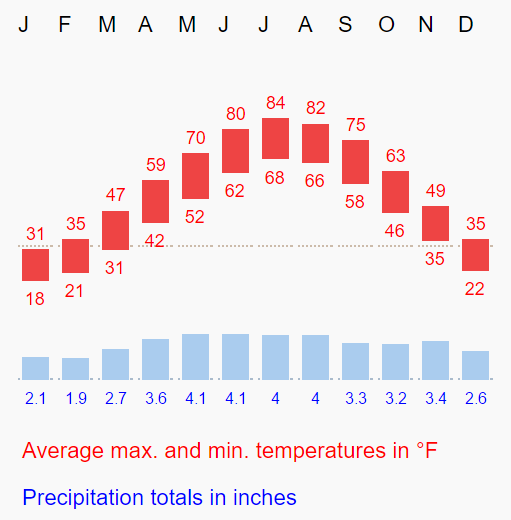 J F M A M J J A S O N D
31 35 47 59 70 80 84 82 75 63 49 35
18 21 31 42 52 62 68 66 58 46 35 22
2.1 1.9 2.7 3.6 4.1 4.1 4 4 3.3 3.2 3.4 2.6
Average max. and min. temperatures in °F
Precipitation totals in inches